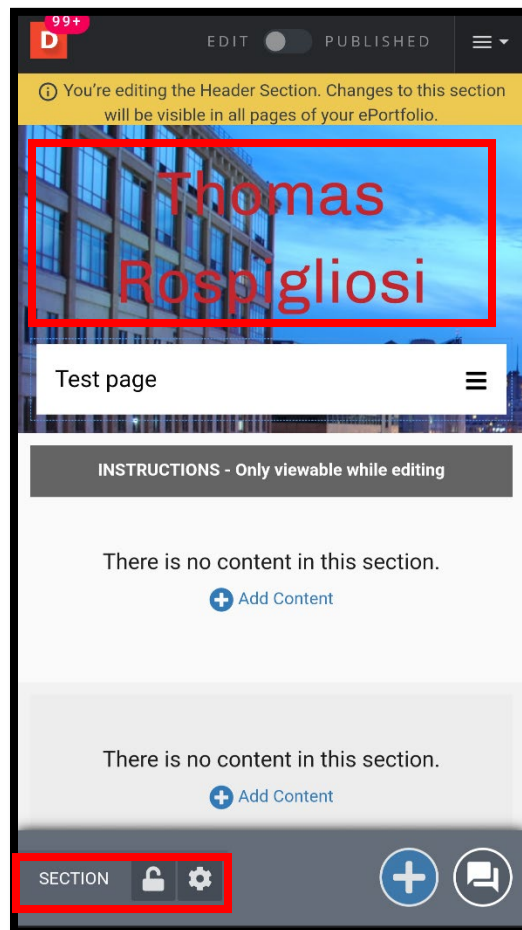 99+
D
EDIT PUBLISHED
You're editing the Header Section. Changes to this section
will be visible in all pages of your ePortfolio.
Thomas
Rospigliosi
Test page
INSTRUCTIONS - Only viewable while editing
There is no content in this section.
Add Content
There is no content in this section.
Add Content
SECTION